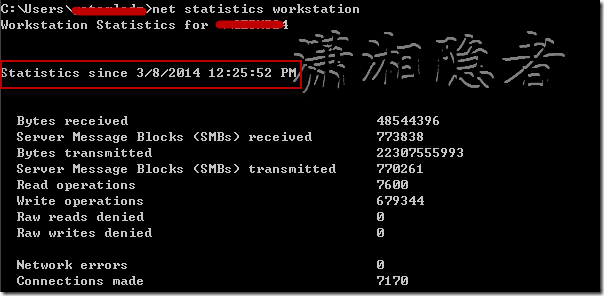 C:\Users\>net statistics workstation
Workstation Statistics for 4
Statistics since 3/8/2014 12:25:52 PM
潇湘隐者
Bytes received 48544396
Server Message Blocks (SMBs) received 773838
Bytes transmitted 22307555993
Server Message Blocks (SMBs) transmitted 770261
Read operations 7600
Write operations 679344
Raw reads denied 0
Raw writes denied 0
Network errors 0
Connections made 7170